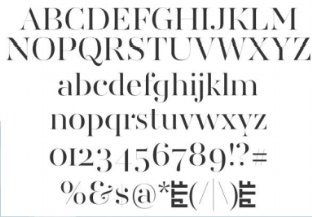 ABCDEFGHIJKLM
NOPQRSTUVWXYZ
abcdefghijklm
nopqrstuvwxyz
0123456789!?#
%&$@*(/|\)